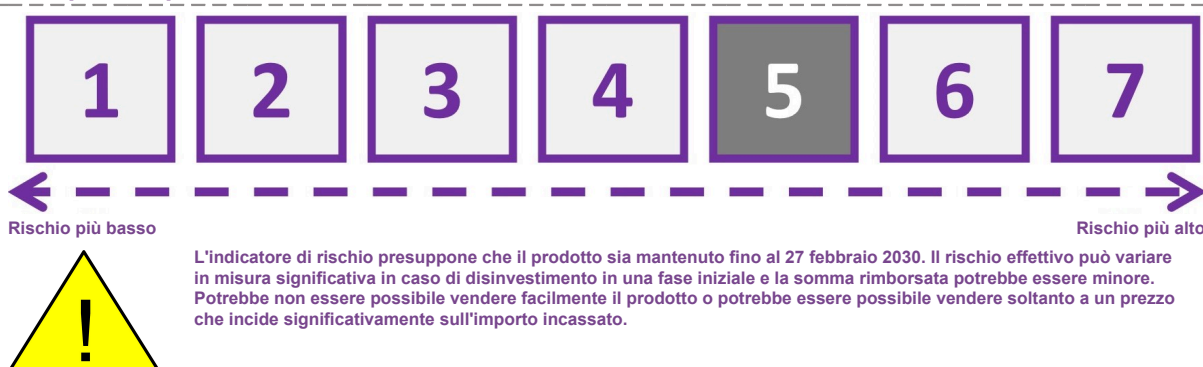 1 2 3 4 5 6 7
Rischio più basso Rischio più alto
L'indicatore di rischio presuppone che il prodotto sia mantenuto fino al 27 febbraio 2030. Il rischio effettivo può variare
in misura significativa in caso di disinvestimento in una fase iniziale e la somma rimborsata potrebbe essere minore.
Potrebbe non essere possibile vendere facilmente il prodotto o potrebbe essere possibile vendere soltanto a un prezzo
che incide significativamente sull'importo incassato.
!